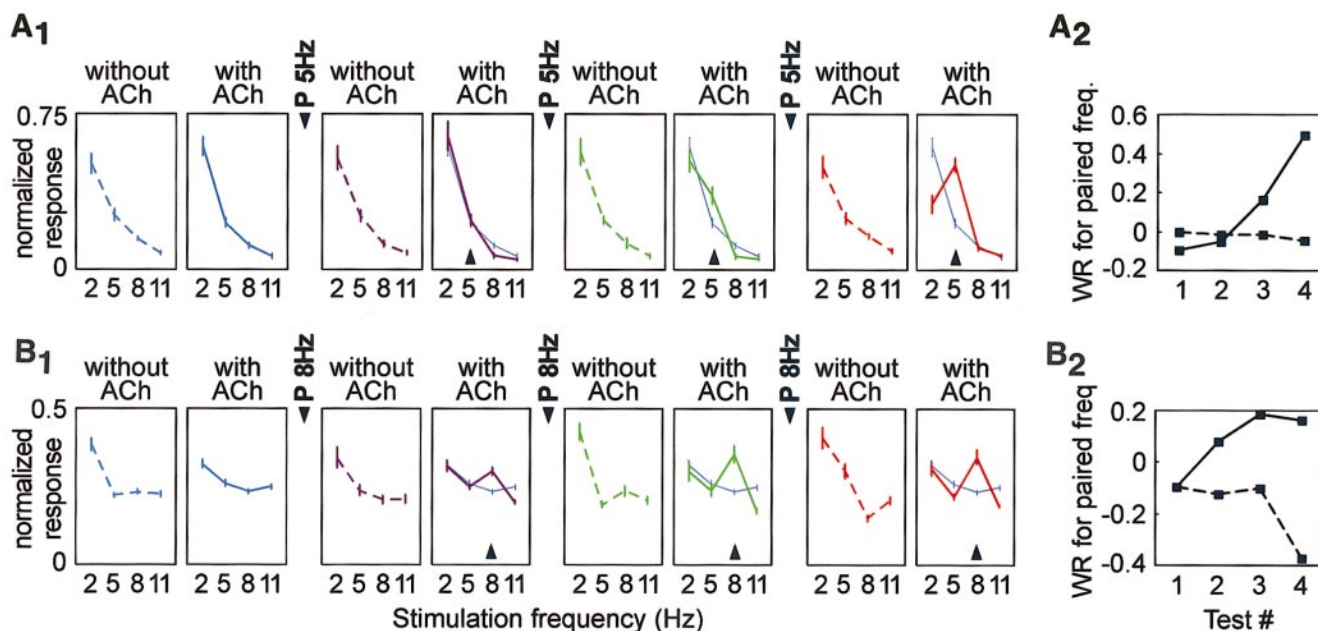 A1
without ACh
with ACh
P 5Hz
without ACh
with ACh
P 5Hz
without ACh
with ACh
P 5Hz
without ACh
with ACh
normalized response
0.75
0
2 5 8 11
2 5 8 11
2 5 8 11
2 5 8 11
2 5 8 11
2 5 8 11
2 5 8 11
2 5 8 11
A2
WR for paired freq.
0.6
0.4
0.2
0
-0.2
1 2 3 4
B1
without ACh
with ACh
P 8Hz
without ACh
with ACh
P 8Hz
without ACh
with ACh
P 8Hz
without ACh
with ACh
normalized response
0.5
0
2 5 8 11
2 5 8 11
2 5 8 11
2 5 8 11
2 5 8 11
2 5 8 11
2 5 8 11
2 5 8 11
Stimulation frequency (Hz)
B2
WR for paired freq
0.2
0
-0.2
-0.4
1 2 3 4
Test #